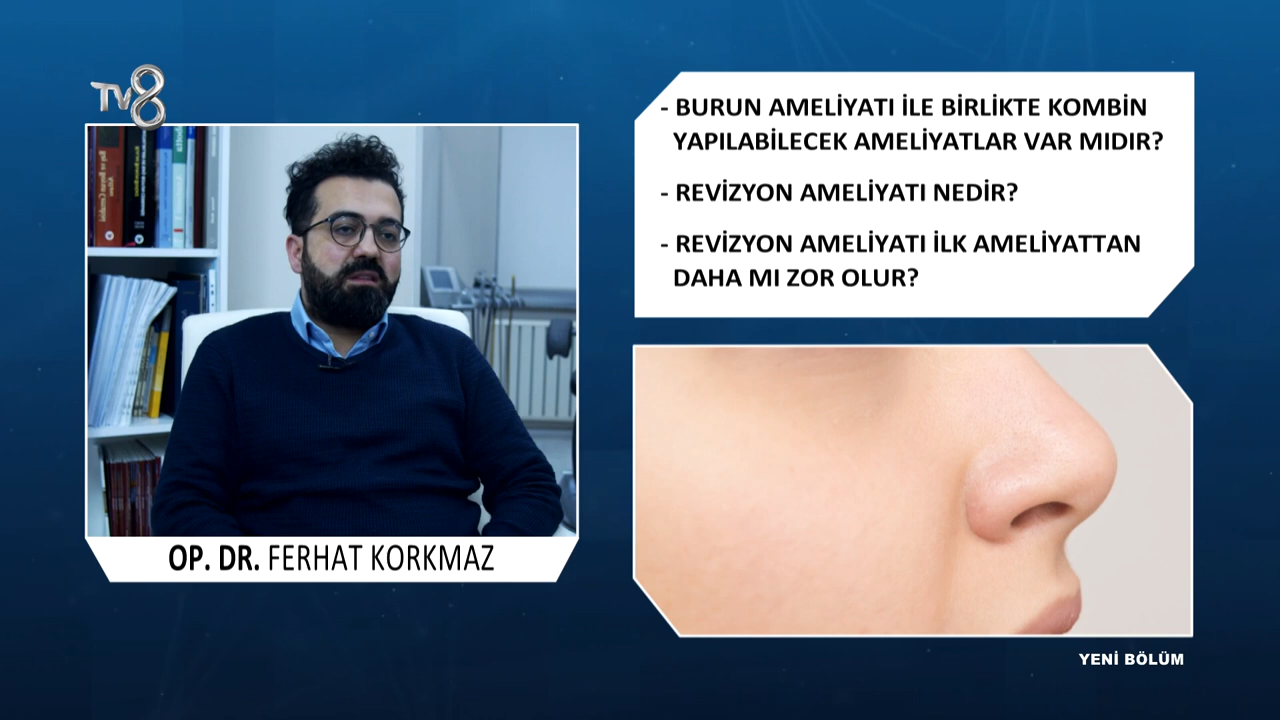 TV8
- BURUN AMELİYATI İLE BİRLİKTE KOMBİN
YAPILABİLECEK AMELİYATLAR VAR MIDIR?
- REVİZYON AMELİYATI NEDİR?
- REVİZYON AMELİYATI İLK AMELİYATTAN
DAHA MI ZOR OLUR?
OP. DR. FERHAT KORKMAZ
YENİ BÖLÜM